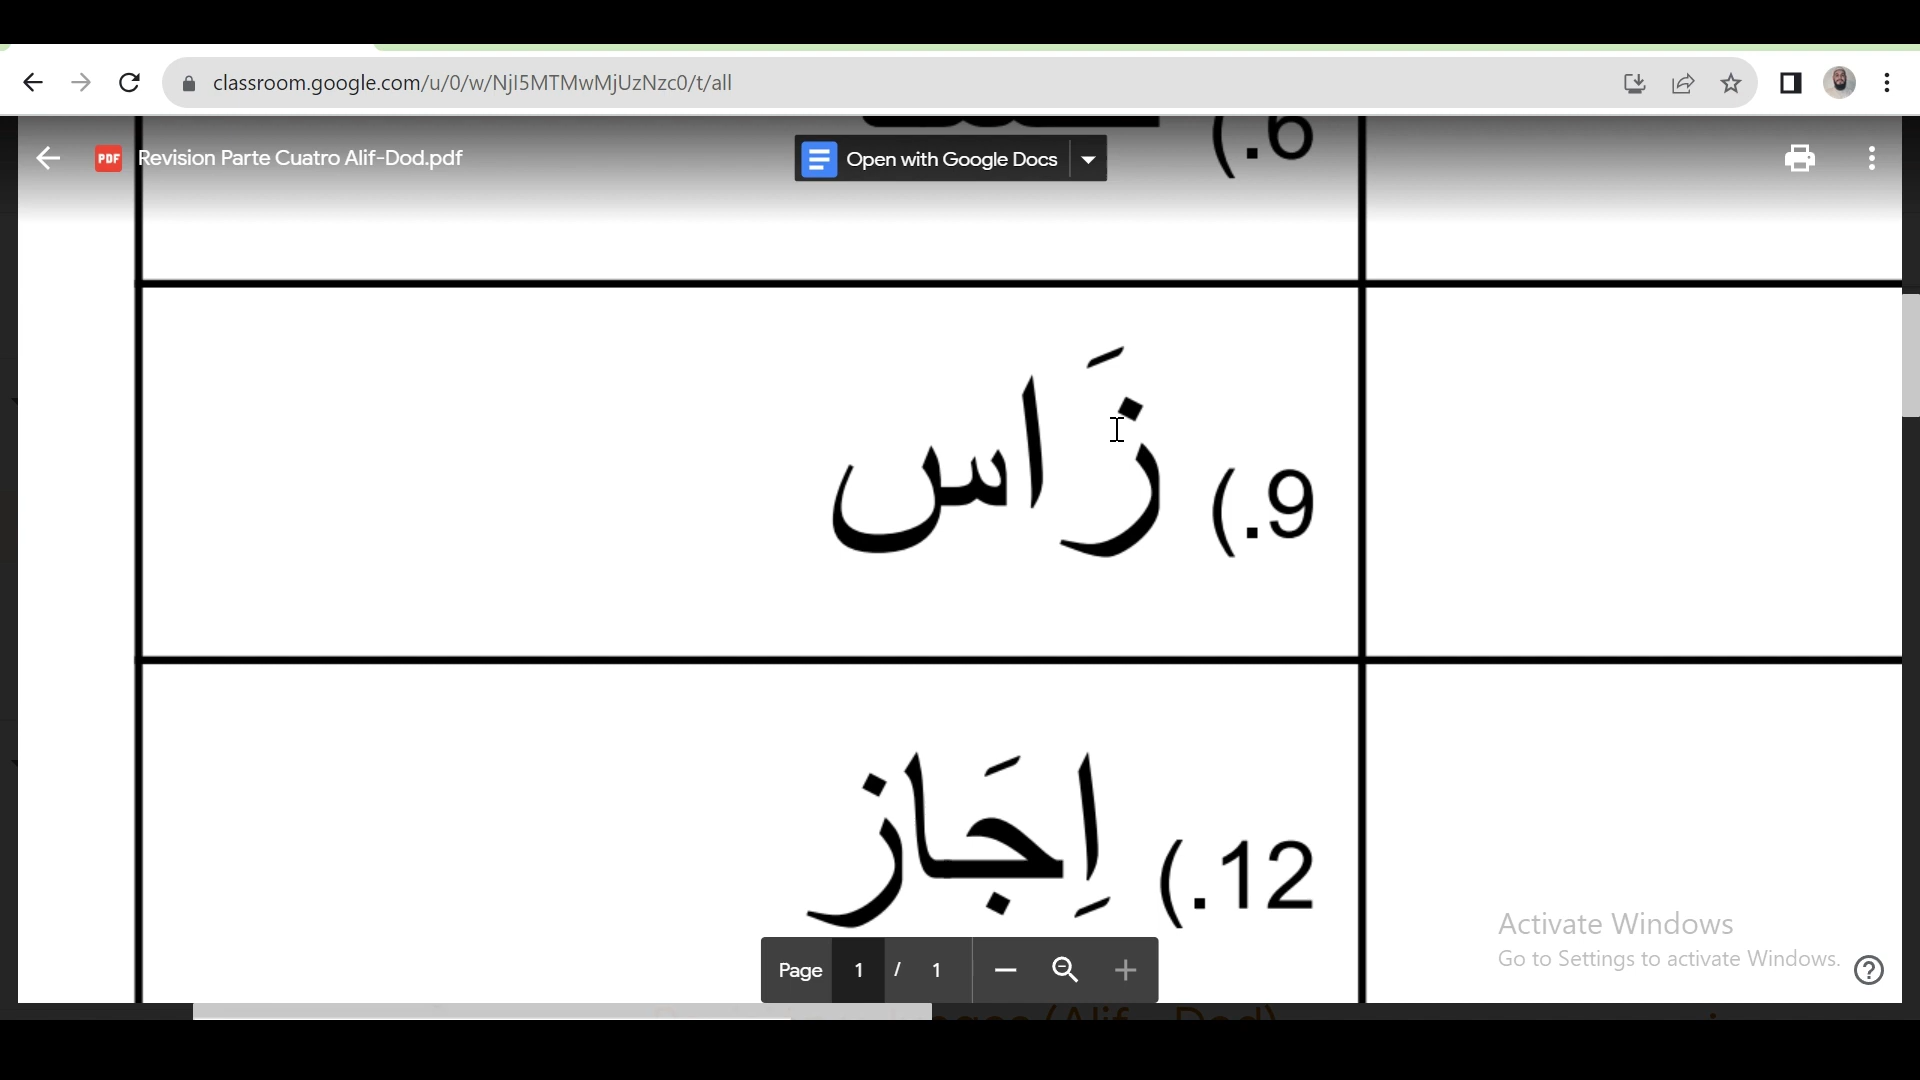 classroom.google.com/u/0/w/NjI5MTMwMjUzNzc0/t/all
Revision Parte Cuatro Alif-Dod.pdf
Open with Google Docs
6.)
9.) زَاس
12.) اِجَاز
Page 1 / 1
Activate Windows
Go to Settings to activate Windows.